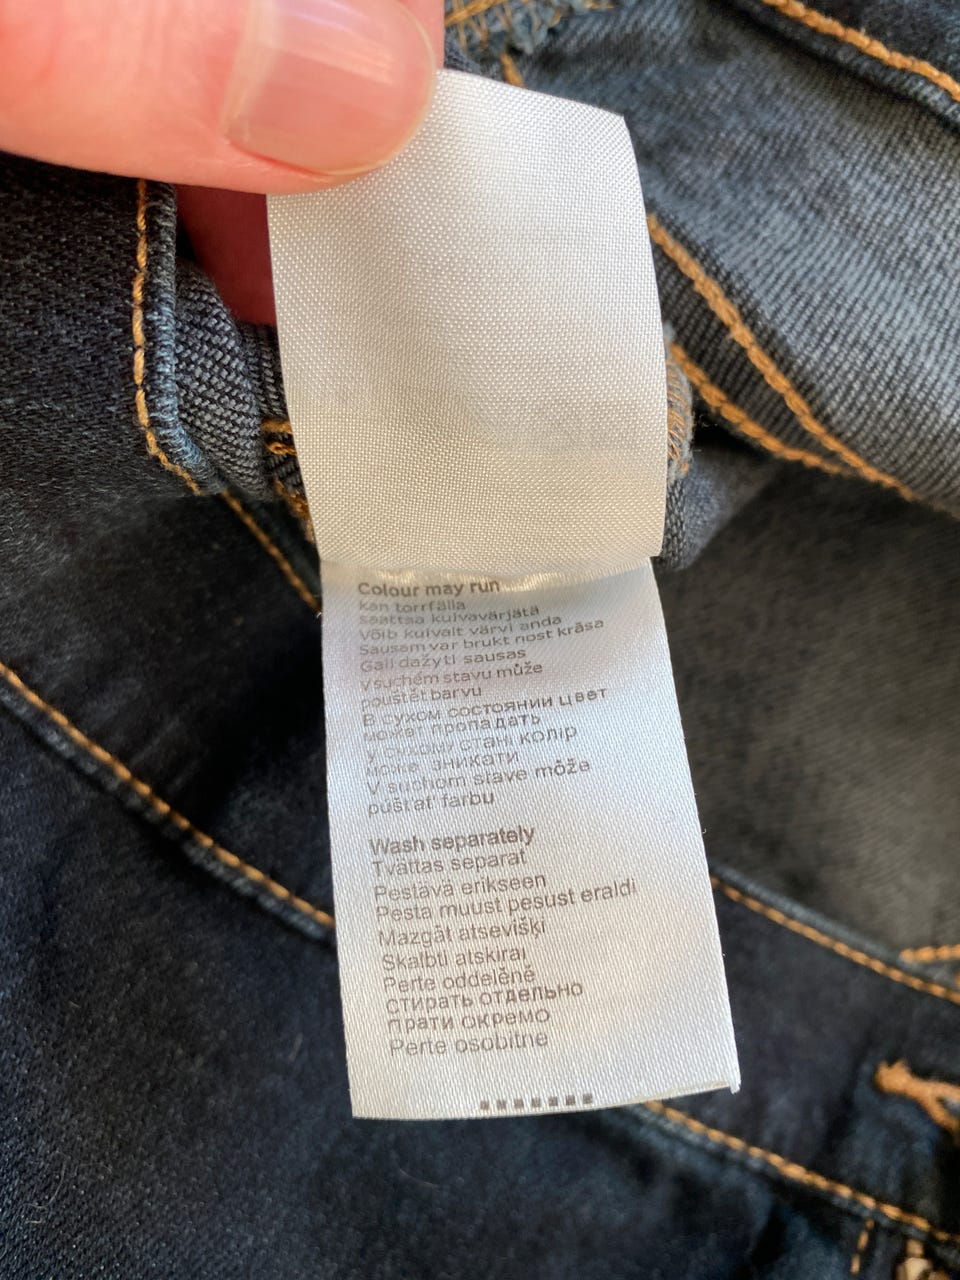 Colour may run
kan torrfälla
saattaa kuivavärjätä
Võib kuivalt värvi anda
Sausam var brukt nost krāsa
Gali dažyti sausas
v suchém stavu může
pouštět barvu
В сухом состоянии цвет
может пропадать
у сухому стані колір
може зникати
V suchom stave môže
púšťať farbu
Wash separately
Tvättas separat
Pestävä erikseen
Pesta muust pesust eraldi
Mazgāt atsevišķi
Skalbti atskirai
Perte odděleně
стирать отдельно
прати окремо
Perte osobitne